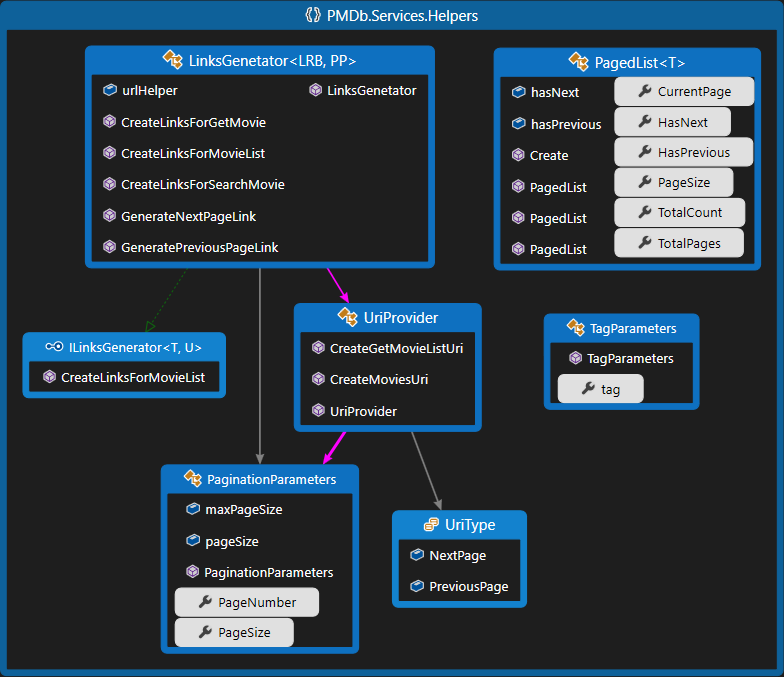 PMDb.Services.Helpers
LinksGenetator<LRB, PP>
urlHelper
LinksGenetator
CreateLinksForGetMovie
CreateLinksForMovieList
CreateLinksForSearchMovie
GenerateNextPageLink
GeneratePreviousPageLink
PagedList<T>
hasNext
CurrentPage
hasPrevious
HasNext
Create
HasPrevious
PagedList
PageSize
PagedList
TotalCount
PagedList
TotalPages
ILinksGenerator<T, U>
CreateLinksForMovieList
UriProvider
CreateGetMovieListUri
CreateMoviesUri
UriProvider
TagParameters
TagParameters
tag
PaginationParameters
maxPageSize
pageSize
PaginationParameters
PageNumber
PageSize
UriType
NextPage
PreviousPage